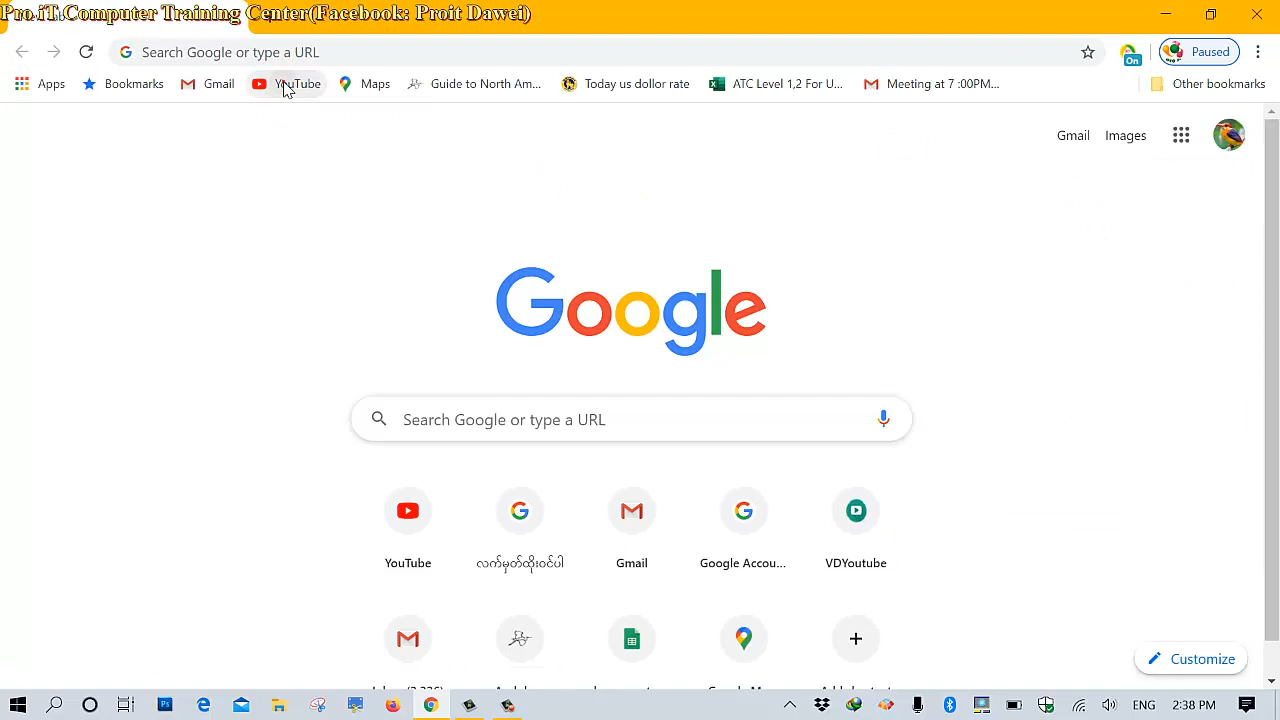 Pro.iT.Computer Training Center(Facebook: Proit Dawei)
Search Google or type a URL
On
Paused
Apps
Bookmarks
Gmail
YouTube
Maps
Guide to North Am...
Today us dollor rate
ATC Level 1,2 For U...
Meeting at 7 :00PM...
Other bookmarks
Gmail
Images
Google
Search Google or type a URL
YouTube
လက်မှတ်ထိုးဝင်ပါ
Gmail
Google Accou...
VDYoutube
Customize
Ps
ENG
2:38 PM